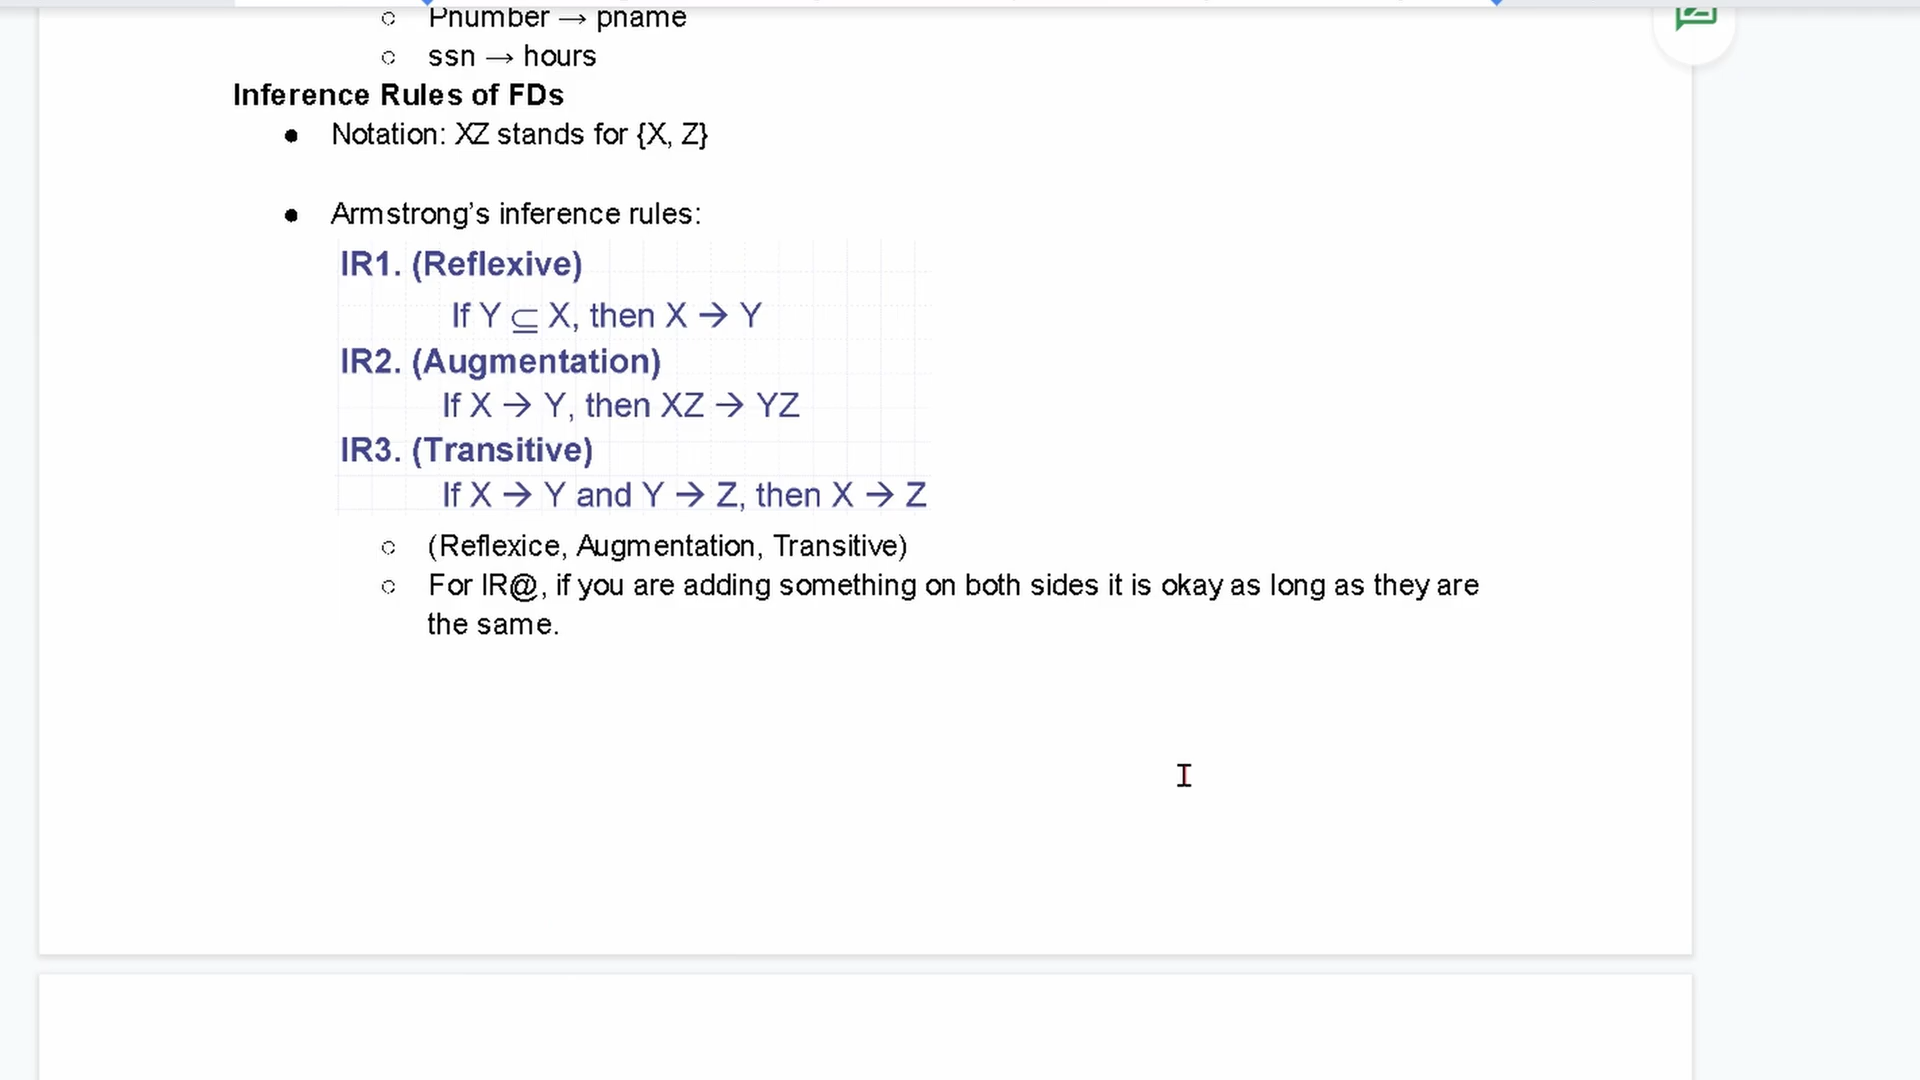 ○ Pnumber → pname
○ ssn → hours
Inference Rules of FDs
● Notation: XZ stands for {X, Z}
● Armstrong’s inference rules:
IR1. (Reflexive)
If Y ⊆ X, then X → Y
IR2. (Augmentation)
If X → Y, then XZ → YZ
IR3. (Transitive)
If X → Y and Y → Z, then X → Z
○ (Reflexice, Augmentation, Transitive)
○ For IR@, if you are adding something on both sides it is okay as long as they are
the same.